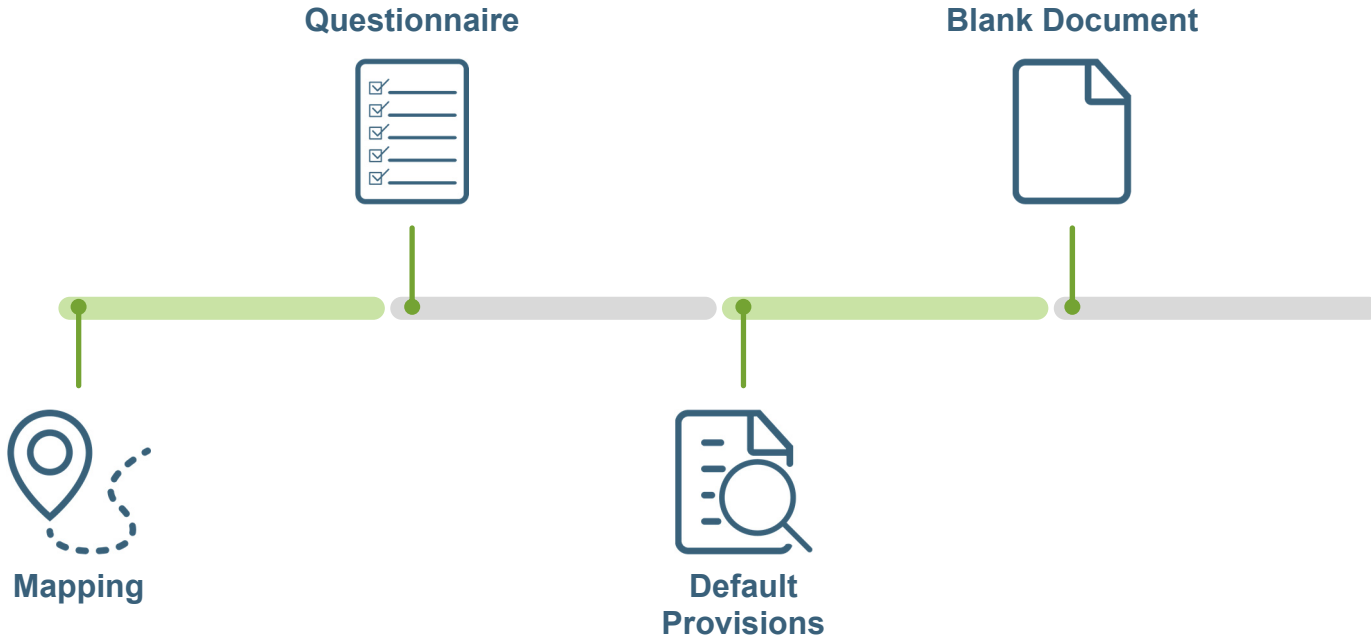 Questionnaire
Blank Document
Mapping
Default
Provisions